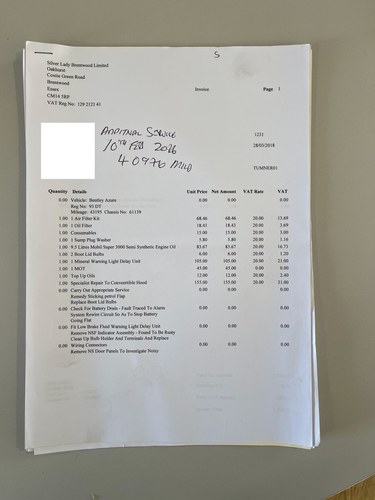 5
Silver Lady Brentwood Limited
Oakhurst
Coxtie Green Road
Brentwood
Essex
CM14 5RP
VAT Reg No: 129 2121 41
Invoice Page 1
ADDITNAL SERVICE
10TH FEB 2016
40976 MILES
1231
28/03/2018
TUMNER01
Quantity Details Unit Price Net Amount VAT Rate VAT
0.00 Vehicle: Bentley Azure 0.00 0.00 0.00
Reg No: 93 DT
Mileage: 43195 Chassis No: 61139
1.00 1 Air Filter Kit 68.46 68.46 20.00 13.69
1.00 1 Oil Filter 18.43 18.43 20.00 3.69
1.00 Consumables 15.00 15.00 20.00 3.00
1.00 1 Sump Plug Washer 5.80 5.80 20.00 1.16
1.00 9.5 Litres Mobil Super 3000 Semi Synthetic Engine Oil 83.67 83.67 20.00 16.73
1.00 2 Boot Lid Bulbs 6.00 6.00 20.00 1.20
1.00 1 Mineral Warning Light Delay Unit 105.00 105.00 20.00 21.00
1.00 1 MOT 45.00 45.00 0.00 0.00
1.00 Top Up Oils 12.00 12.00 20.00 2.40
1.00 Specialist Repair To Convertible Hood 155.00 155.00 20.00 31.00
0.00 Carry Out Appropriate Service 0.00 0.00 0.00
Remedy Sticking petrol Flap
Replace Boot Lid Bulbs
0.00 Check For Battery Drain - Fault Traced To Alarm 0.00 0.00 0.00
System Rewire Circuit So As To Stop Battery
Going Flat
0.00 Fit Low Brake Fluid Warning Light Delay Unit 0.00 0.00 0.00
Remove NSF Indicator Assembly - Found To Be Rusty
Clean Up Bulb Holder And Terminals And Replace
0.00 Wiring Connectors 0.00 0.00 0.00
Remove NS Door Panels To Investigate Noisy